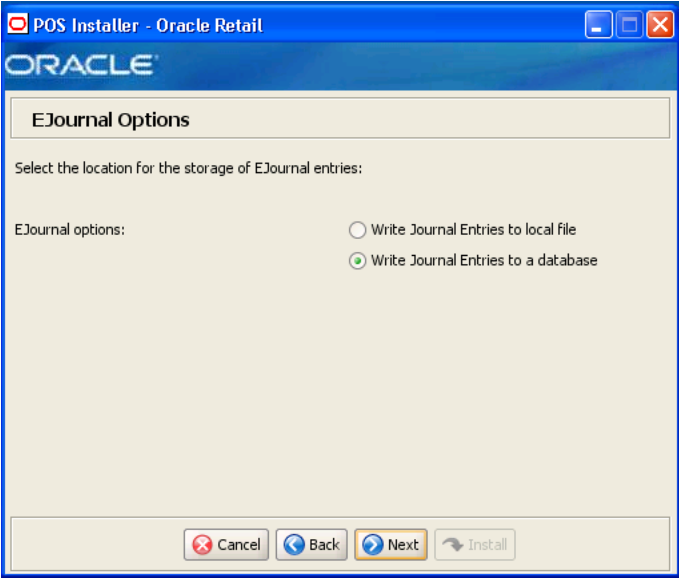 POS Installer - Oracle Retail
ORACLE
EJournal Options
Select the location for the storage of EJournal entries:
EJournal options:
Write Journal Entries to local file
Write Journal Entries to a database
Cancel
Back
Next
Install